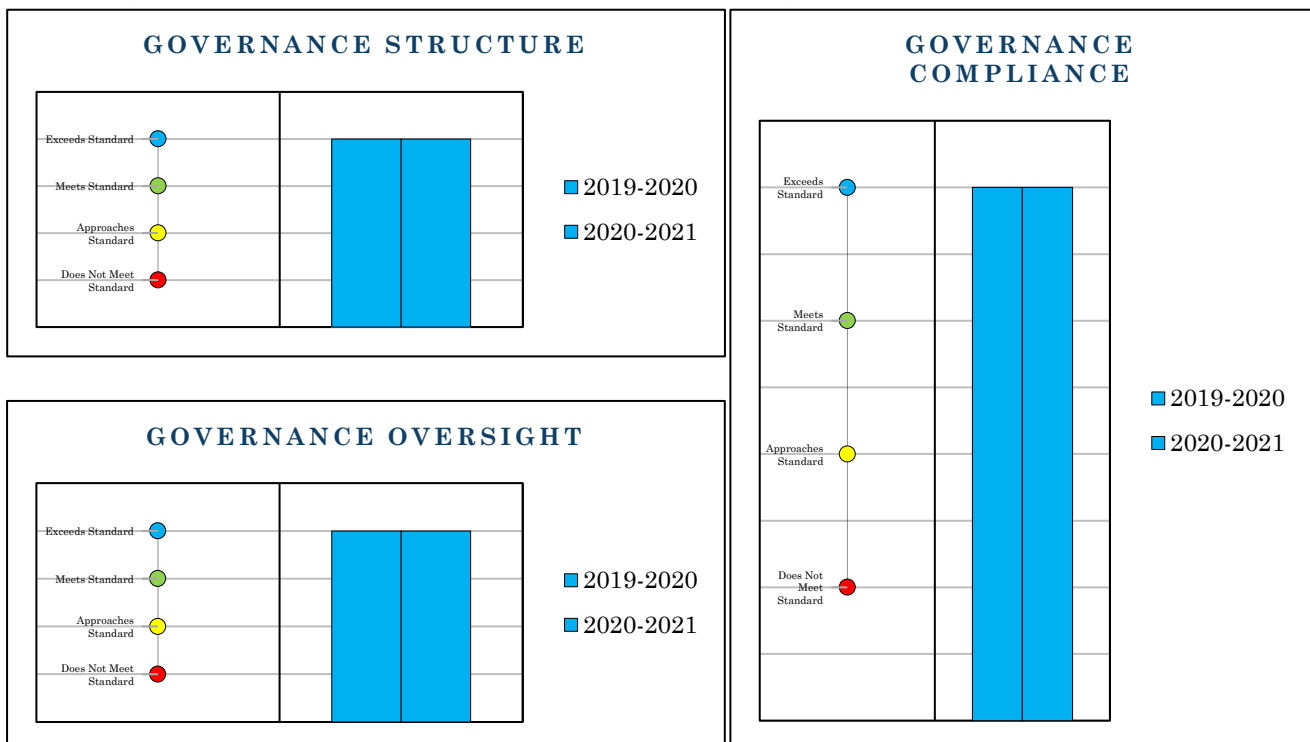 GOVERNANCE STRUCTURE
Exceeds Standard
Meets Standard
Approaches
Standard
Does Not Meet
Standard
2019-2020
2020-2021
GOVERNANCE OVERSIGHT
Exceeds Standard
Meets Standard
Approaches
Standard
Does Not Meet
Standard
2019-2020
2020-2021
GOVERNANCE
COMPLIANCE
Exceeds
Standard
Meets
Standard
Approaches
Standard
Does Not
Meet
Standard
2019-2020
2020-2021